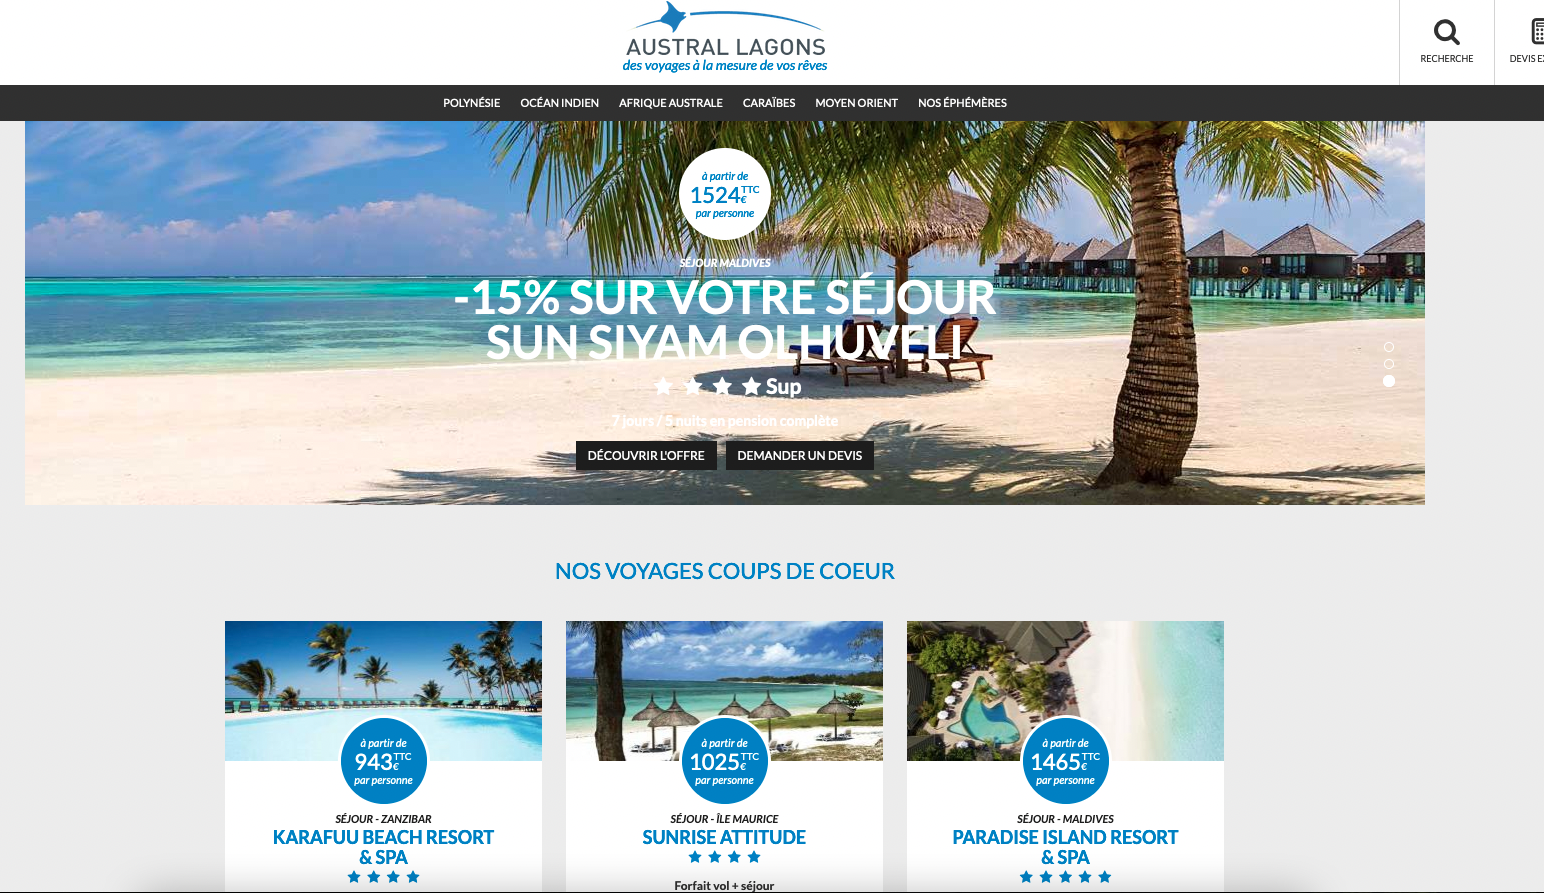 AUSTRAL LAGONS
des voyages à la mesure de vos rêves
RECHERCHE
DEVIS
POLYNÉSIE OCÉAN INDIEN AFRIQUE AUSTRALE CARAÏBES MOYEN ORIENT NOS ÉPHÉMÈRES
à partir de
1524 TTC €
par personne
SÉJOUR MALDIVES
-15% SUR VOTRE SÉJOUR
SUN SIYAM OLHUVELI
Sup
7 jours / 5 nuits en pension complète
DÉCOUVRIR L'OFFRE DEMANDER UN DEVIS
NOS VOYAGES COUPS DE COEUR
à partir de
943 TTC €
par personne
SÉJOUR - ZANZIBAR
KARAFUU BEACH RESORT
& SPA
à partir de
1025 TTC €
par personne
SÉJOUR - ÎLE MAURICE
SUNRISE ATTITUDE
Forfait vol + séjour
à partir de
1465 TTC €
par personne
SÉJOUR - MALDIVES
PARADISE ISLAND RESORT
& SPA